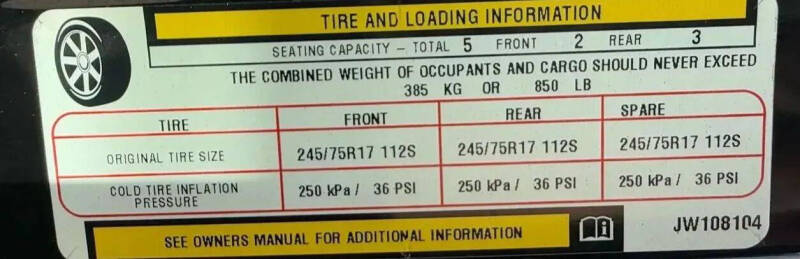 TIRE AND LOADING INFORMATION
SEATING CAPACITY – TOTAL 5 FRONT 2 REAR 3
THE COMBINED WEIGHT OF OCCUPANTS AND CARGO SHOULD NEVER EXCEED
385 KG OR 850 LB
TIRE FRONT REAR SPARE
ORIGINAL TIRE SIZE 245/75R17 112S 245/75R17 112S 245/75R17 112S
COLD TIRE INFLATION PRESSURE 250 kPa / 36 PSI 250 kPa / 36 PSI 250 kPa / 36 PSI
SEE OWNERS MANUAL FOR ADDITIONAL INFORMATION
JW108104